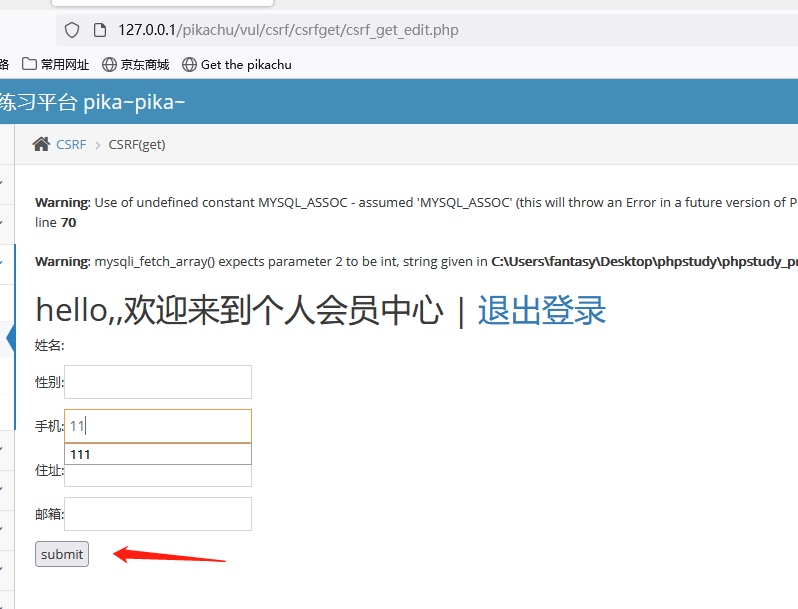 127.0.0.1/pikachu/vul/csrf/csrfget/csrf_get_edit.php
路 常用网址 京东商城 Get the pikachu
练习平台 pika~pika~
CSRF > CSRF(get)
Warning: Use of undefined constant MYSQL_ASSOC - assumed 'MYSQL_ASSOC' (this will throw an Error in a future version of P
line 70
Warning: mysqli_fetch_array() expects parameter 2 to be int, string given in C:\Users\fantasy\Desktop\phpstudy\phpstudy_pr
hello,,欢迎来到个人会员中心 | 退出登录
姓名:
性别:
手机: 11
111
住址:
邮箱:
submit